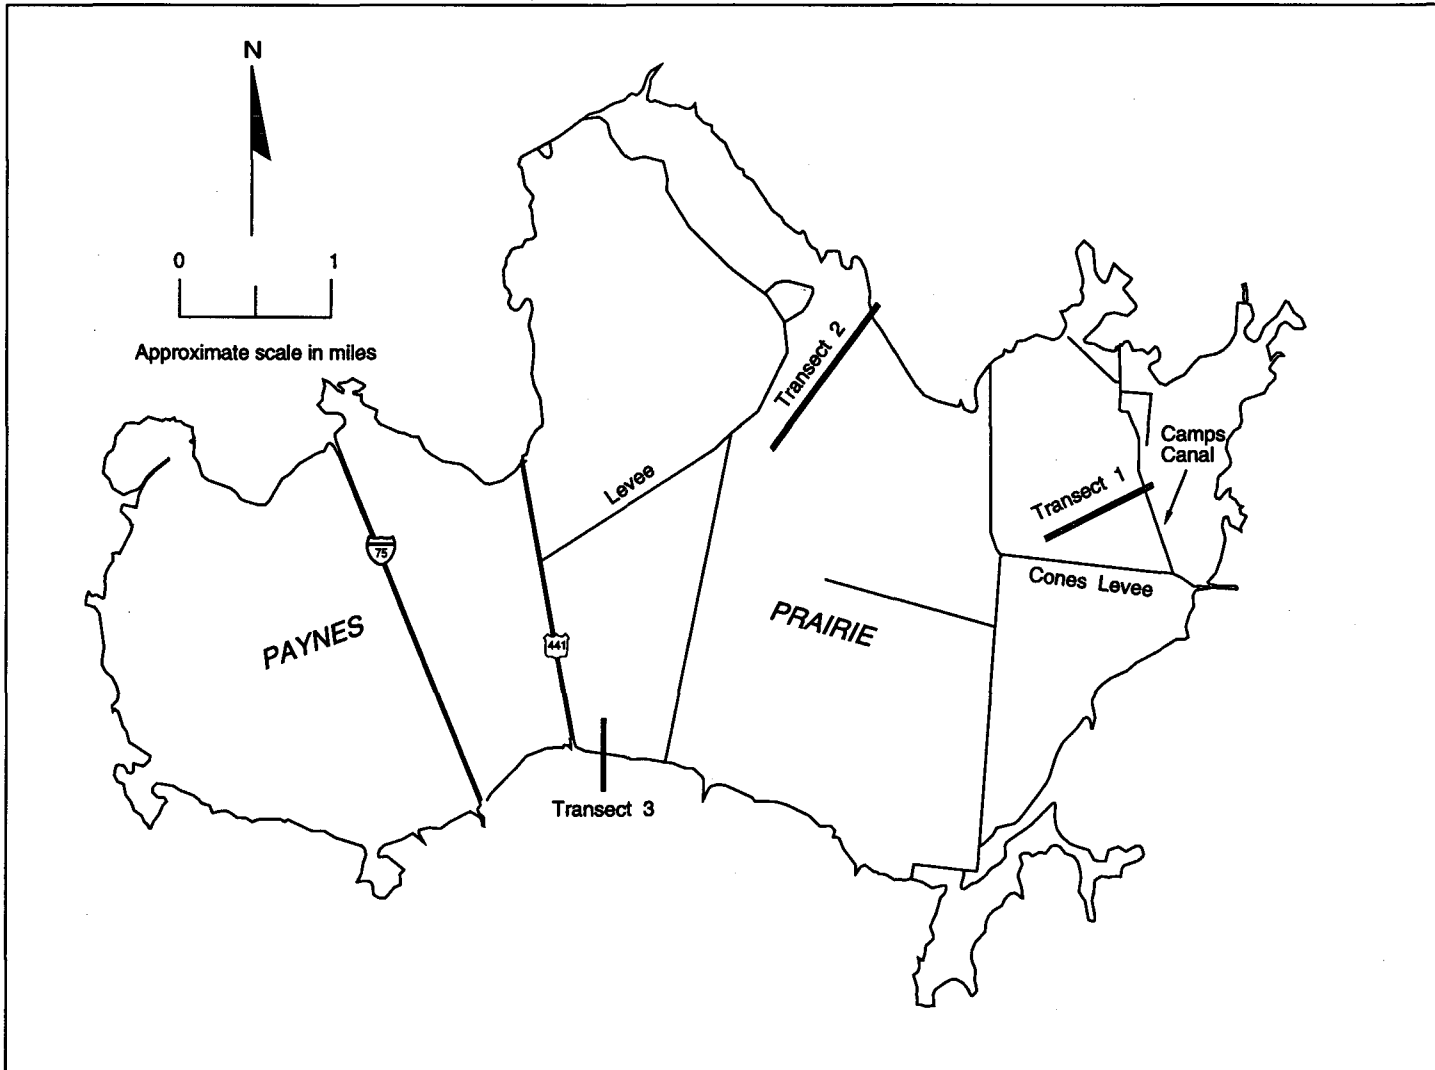 N
0 1
Approximate scale in miles
Transect 2
Levee
Camps
Canal
Transect 1
75
Cones Levee
PAYNES
PRAIRIE
441
Transect 3